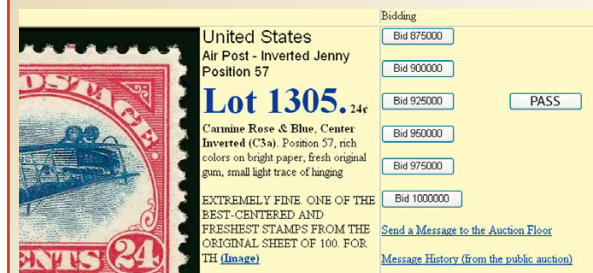 POSTAGE.
CENTS 24
United States
Air Post - Inverted Jenny
Position 57
Lot 1305. 24¢
Carmine Rose & Blue, Center
Inverted (C3a). Position 57, rich
colors on bright paper, fresh original
gum, small light trace of hinging
EXTREMELY FINE. ONE OF THE
BEST-CENTERED AND
FRESHEST STAMPS FROM THE
ORIGINAL SHEET OF 100. FOR
TH (Image)
Bidding
Bid 875000
Bid 900000
Bid 925000
PASS
Bid 950000
Bid 975000
Bid 1000000
Send a Message to the Auction Floor
Message History (from the public auction)